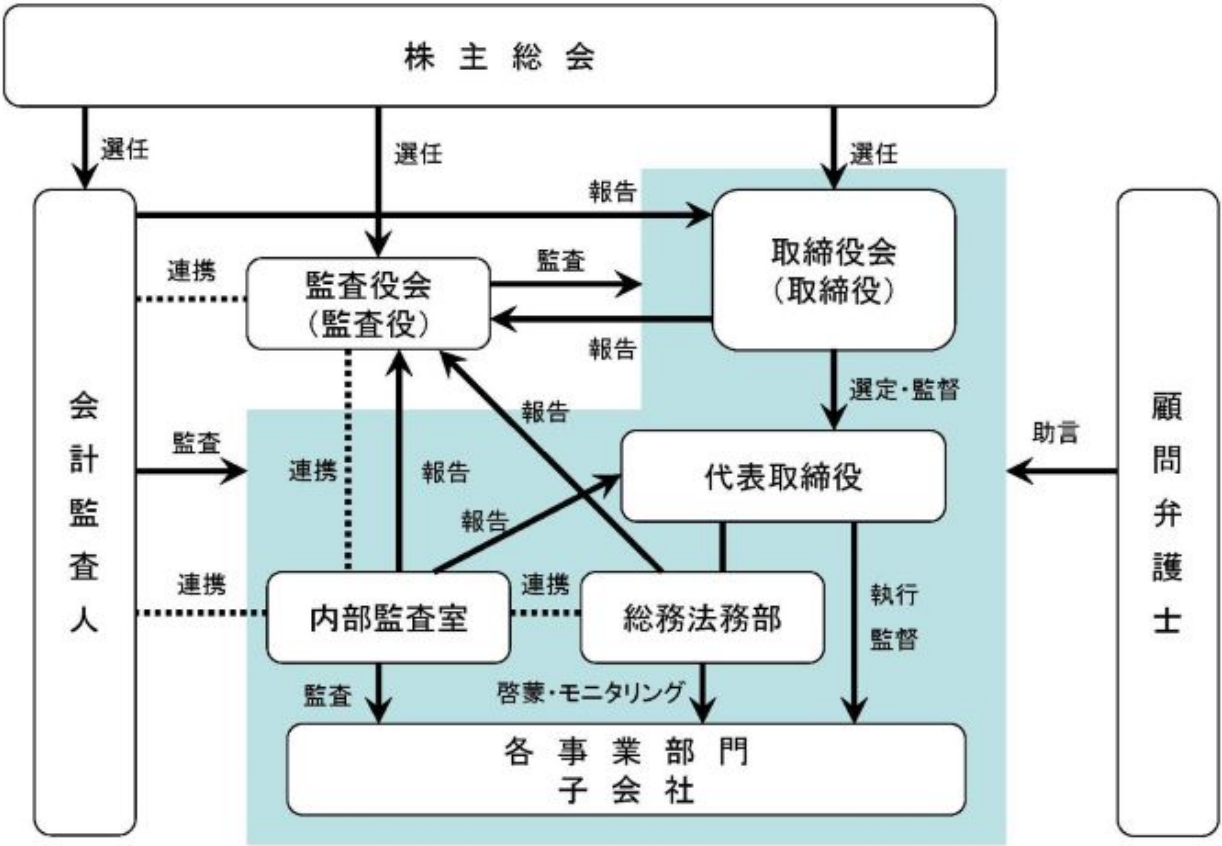 株主総会
選任
選任
選任
報告
取締役会
(取締役)
連携
監査役会
(監査役)
監査
報告
選定・監督
会計監査人
顧問弁護士
報告
助言
監査
連携
報告
代表取締役
報告
連携
内部監査室
連携
総務法務部
執行
監督
監査
啓蒙・モニタリング
各事業部門
子会社